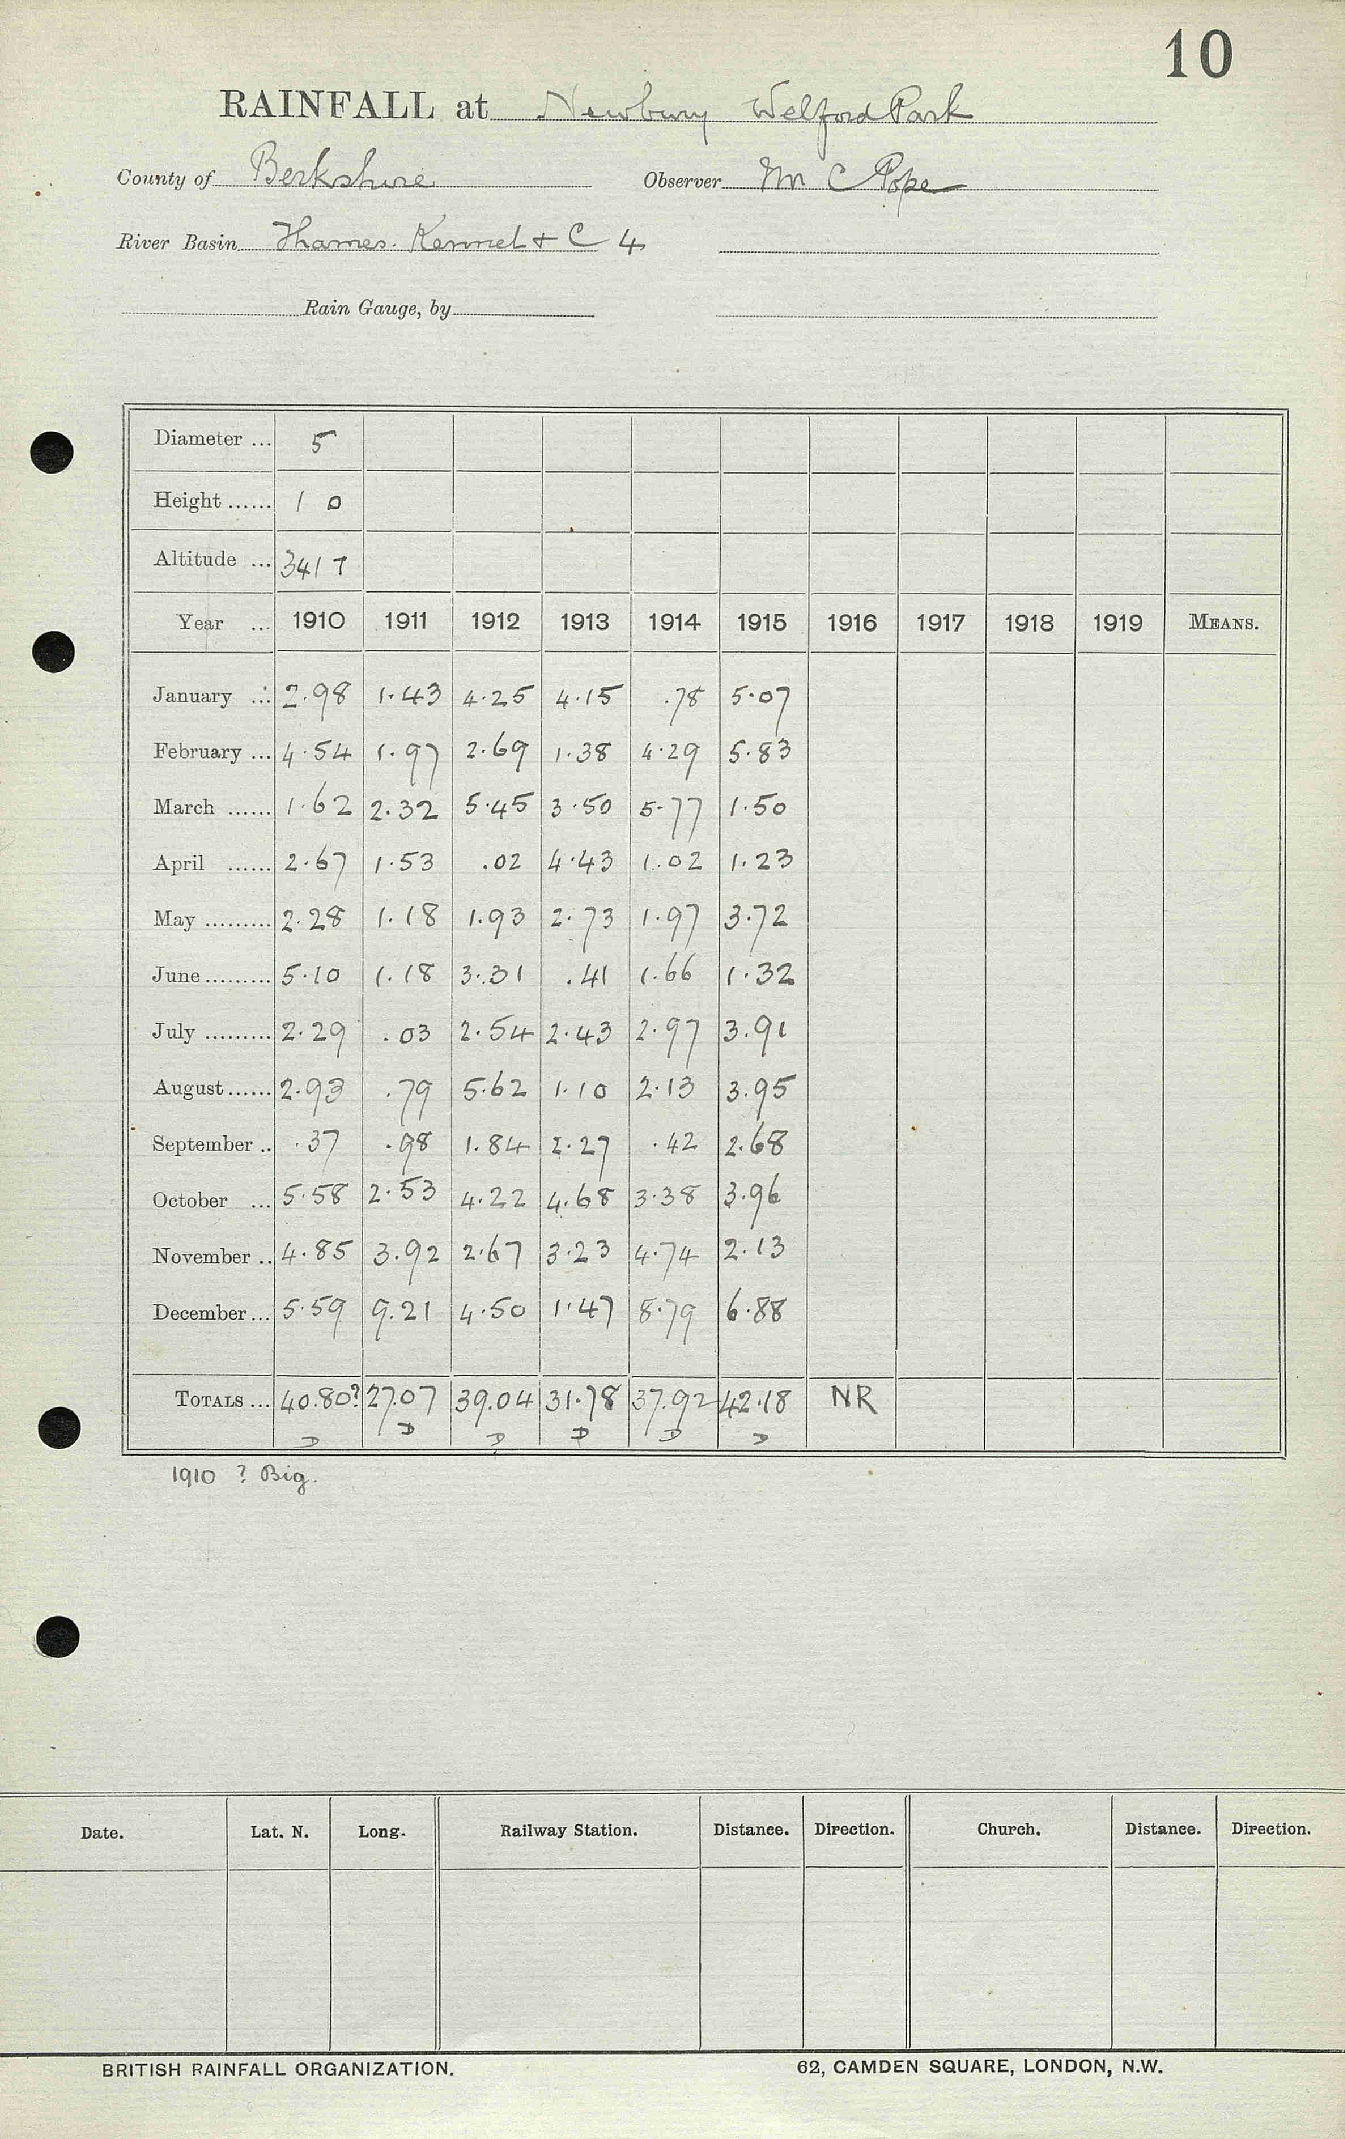 10
RAINFALL at Newbury Welford Park
County of Berkshire Observer Mr C Pope
River Basin Thames. Kennet + C 4
Rain Gauge, by
Diameter ... 5
Height ...... 1 0
Altitude ... 341 T
Year ... 1910 1911 1912 1913 1914 1915 1916 1917 1918 1919 MEANS.
January ... 2.98 1.43 4.25 4.15 .78 5.07
February ... 4.54 1.97 2.69 1.38 4.29 5.83
March ...... 1.62 2.32 5.45 3.50 5.77 1.50
April ...... 2.67 1.53 .02 4.43 1.02 1.23
May ......... 2.28 1.18 1.93 2.73 1.97 3.72
June ......... 5.10 1.18 3.31 .41 1.66 1.32
July ......... 2.29 .03 2.54 2.43 2.97 3.91
August ...... 2.93 .79 5.62 1.10 2.13 3.95
September .. .37 .98 1.84 2.27 .42 2.68
October ... 5.58 2.53 4.22 4.68 3.38 3.96
November .. 4.85 3.92 2.67 3.23 4.74 2.13
December ... 5.59 9.21 4.50 1.47 8.79 6.88
TOTALS ... 40.80? 27.07 39.04 31.78 37.92 42.18 NR
D D D D D D
1910 ? Big.
Date. Lat. N. Long. Railway Station. Distance. Direction. Church. Distance. Direction.
BRITISH RAINFALL ORGANIZATION. 62, CAMDEN SQUARE, LONDON, N.W.